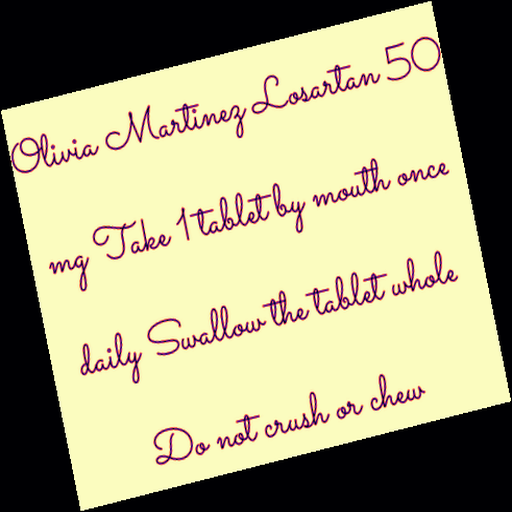 Olivia Martinez Losartan 50
mg Take 1 tablet by mouth once
daily Swallow the tablet whole
Do not crush or chew